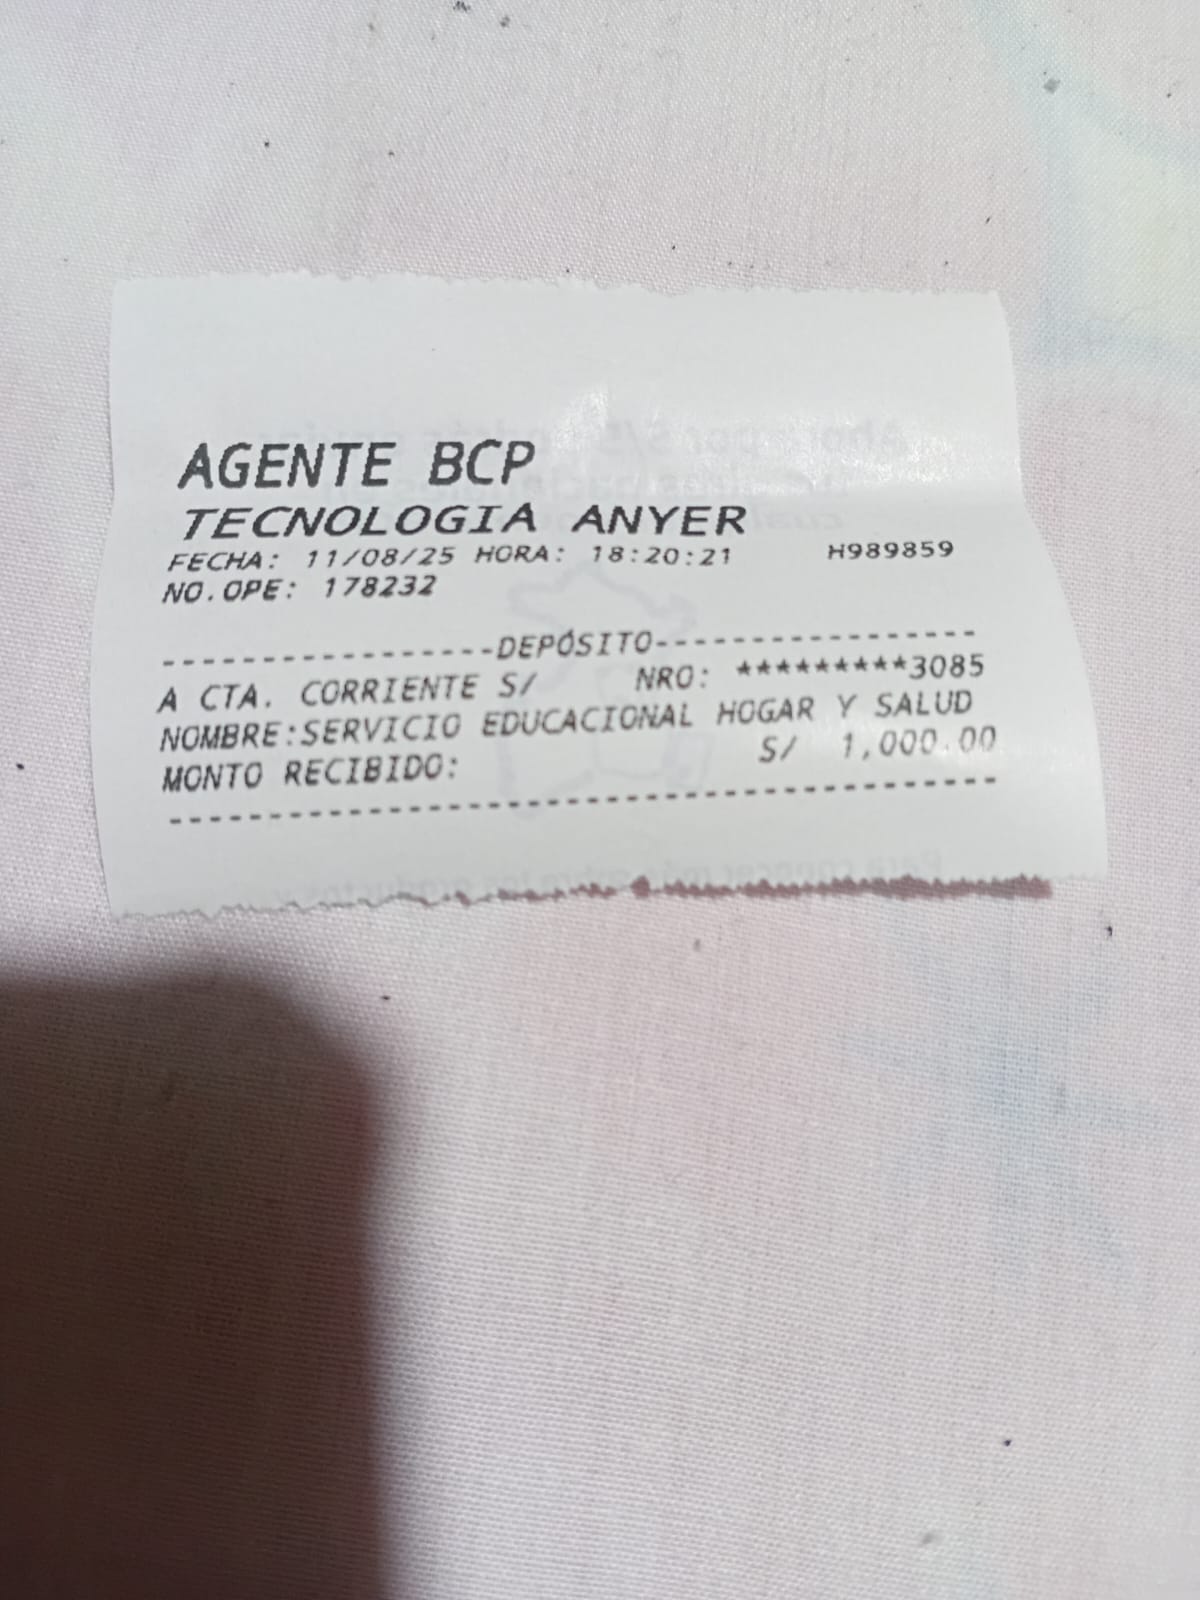 AGENTE BCP
TECNOLOGIA ANYER
FECHA: 11/08/25 HORA: 18:20:21 H989859
NO.OPE: 178232
-----------------DEPÓSITO-----------------
A CTA. CORRIENTE S/ NRO: *********3085
NOMBRE:SERVICIO EDUCACIONAL HOGAR Y SALUD
MONTO RECIBIDO: S/ 1,000.00
------------------------------------------